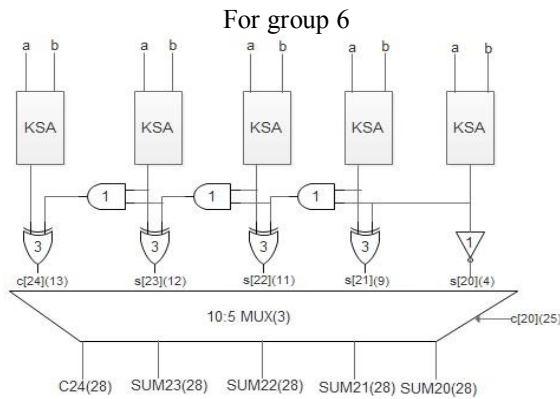 For group 6
a b a b a b a b a b
KSA KSA KSA KSA KSA
1 1 1
3 3 3 3 1
c[24](13) s[23](12) s[22](11) s[21](9) s[20](4)
10:5 MUX(3) c[20](25)
C24(28) SUM23(28) SUM22(28) SUM21(28) SUM20(28)